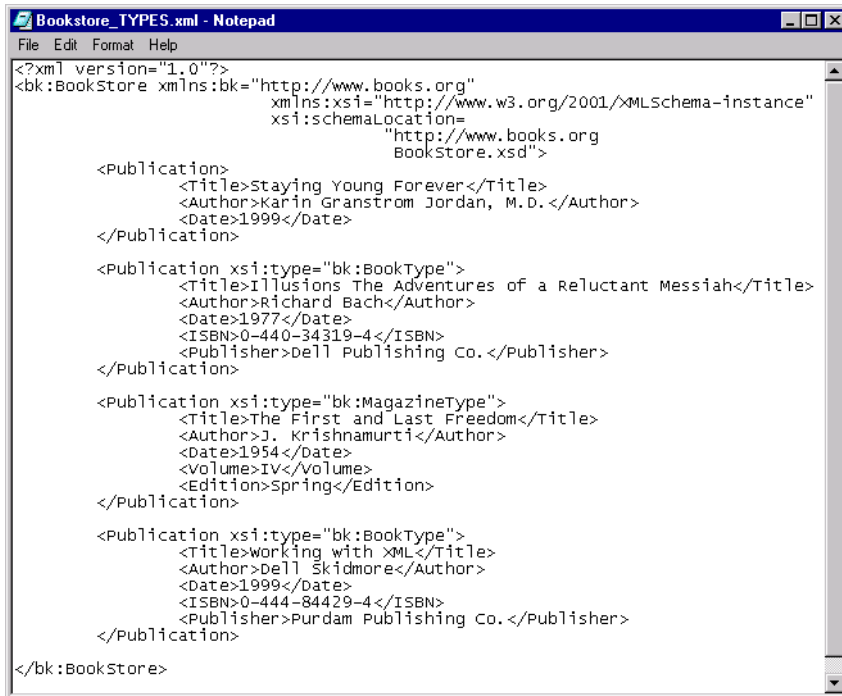 Bookstore_TYPES.xml - Notepad
File Edit Format Help
<?xml version="1.0"?>
<bk:BookStore xmlns:bk="http://www.books.org"
xmlns:xsi="http://www.w3.org/2001/XMLSchema-instance"
xsi:schemaLocation=
"http://www.books.org
BookStore.xsd">
<Publication>
<Title>Staying Young Forever</Title>
<Author>Karin Granstrom Jordan, M.D.</Author>
<Date>1999</Date>
</Publication>
<Publication xsi:type="bk:BookType">
<Title>Illusions The Adventures of a Reluctant Messiah</Title>
<Author>Richard Bach</Author>
<Date>1977</Date>
<ISBN>0-440-34319-4</ISBN>
<Publisher>Dell Publishing Co.</Publisher>
</Publication>
<Publication xsi:type="bk:MagazineType">
<Title>The First and Last Freedom</Title>
<Author>J. Krishnamurti</Author>
<Date>1954</Date>
<Volume>IV</Volume>
<Edition>Spring</Edition>
</Publication>
<Publication xsi:type="bk:BookType">
<Title>Working with XML</Title>
<Author>Dell Skidmore</Author>
<Date>1999</Date>
<ISBN>0-444-84429-4</ISBN>
<Publisher>Purdam Publishing Co.</Publisher>
</Publication>
</bk:BookStore>